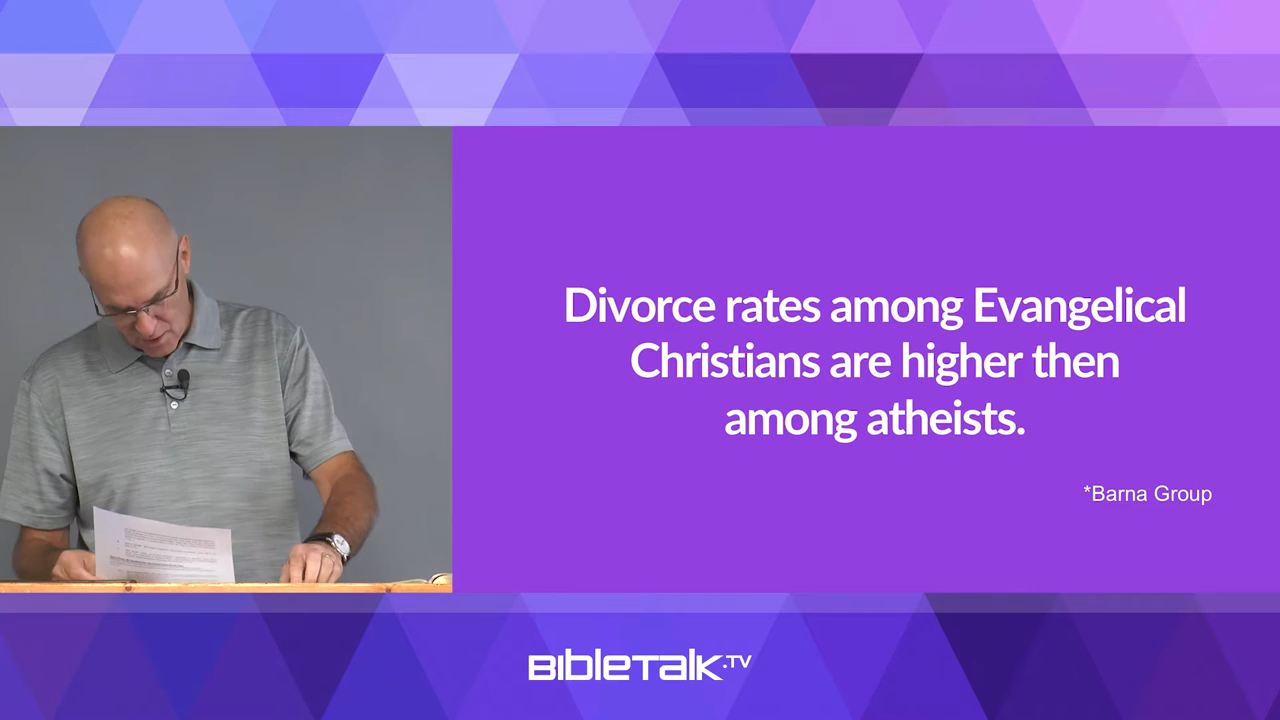 Divorce rates among Evangelical
Christians are higher then
among atheists.
*Barna Group
BIBLETALK.TV